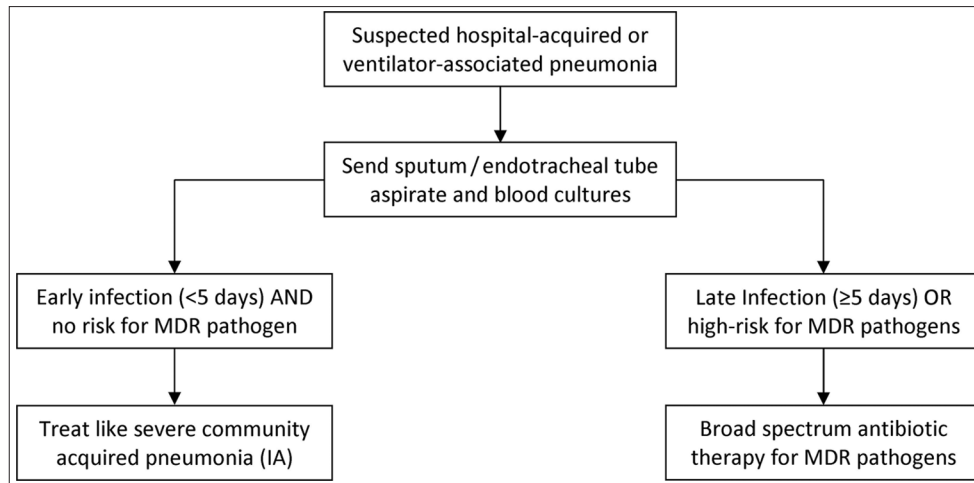 Suspected hospital-acquired or
ventilator-associated pneumonia
Send sputum / endotracheal tube
aspirate and blood cultures
Early infection (<5 days) AND
no risk for MDR pathogen
Late Infection (≥5 days) OR
high-risk for MDR pathogens
Treat like severe community
acquired pneumonia (IA)
Broad spectrum antibiotic
therapy for MDR pathogens